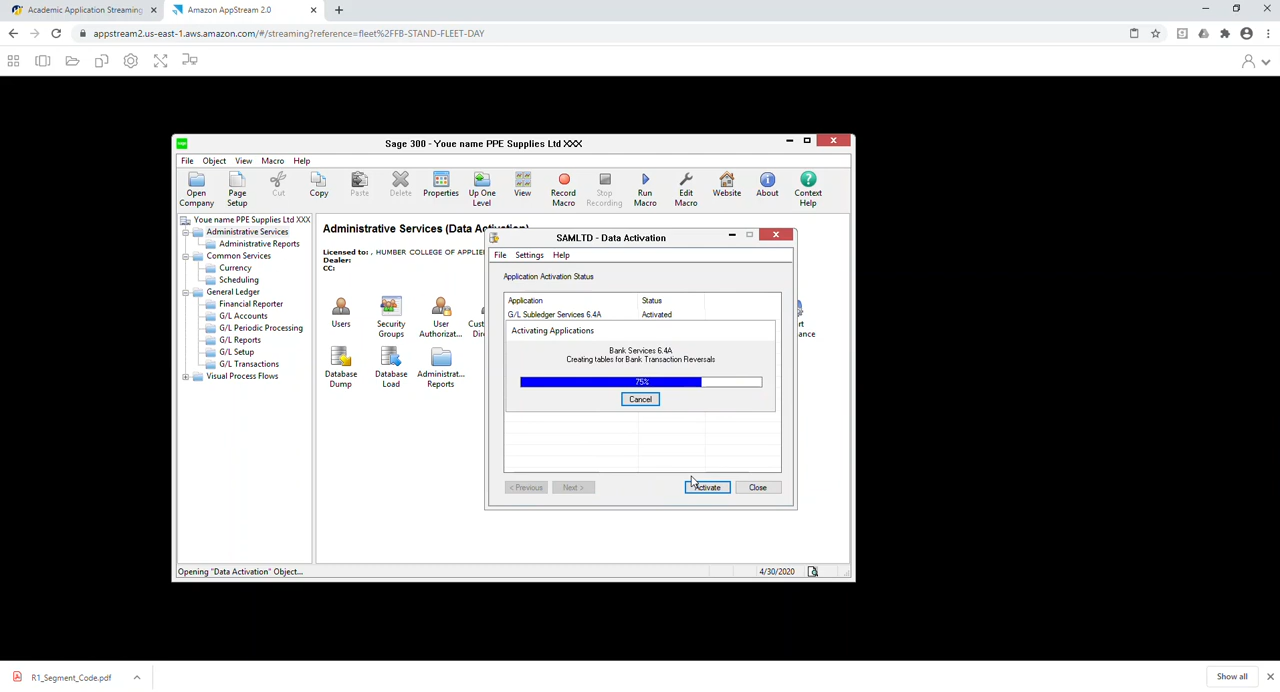 Academic Application Streaming
Amazon AppStream 2.0
appstream2.us-east-1.aws.amazon.com/#/streaming?reference=fleet%2FFB-STAND-FLEET-DAY
Sage 300 - Youe name PPE Supplies Ltd XXX
File Object View Macro Help
Open Company
Page Setup
Cut
Copy
Paste
Delete
Properties
Up One Level
View
Record Macro
Stop Recording
Run Macro
Edit Macro
Website
About
Context Help
Youe name PPE Supplies Ltd XXX
Administrative Services
Administrative Reports
Common Services
Currency
Scheduling
General Ledger
Financial Reporter
G/L Accounts
G/L Periodic Processing
G/L Reports
G/L Setup
G/L Transactions
Visual Process Flows
Administrative Services (Data
Licensed to: , HUMBER COLLEGE OF APPLIE
Dealer:
CC:
Users
Security Groups
User Authorizat...
Database Dump
Database Load
Administrat... Reports
SAMLTD - Data Activation
File Settings Help
Application Activation Status
Application Status
G/L Subledger Services 6.4A Activated
Activating Applications
Bank Services 6.4A
Creating tables for Bank Transaction Reversals
75%
Cancel
< Previous Next > Activate Close
Opening "Data Activation" Object...
4/30/2020
R1_Segment_Code.pdf
Show all